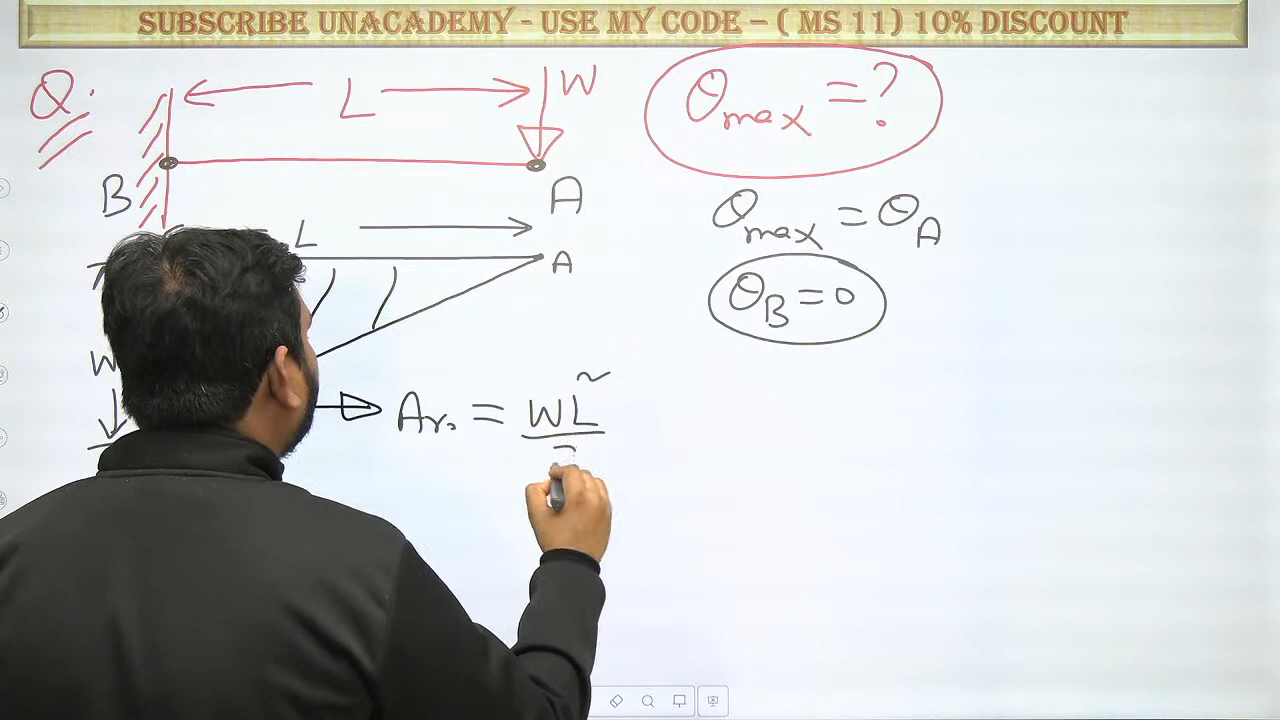 SUBSCRIBE UNACADEMY - USE MY CODE – ( MS 11) 10% DISCOUNT
Q.
L
W
θmax = ?
B
A
θmax = θA
L
A
θB = 0
W
Ar. = WL²